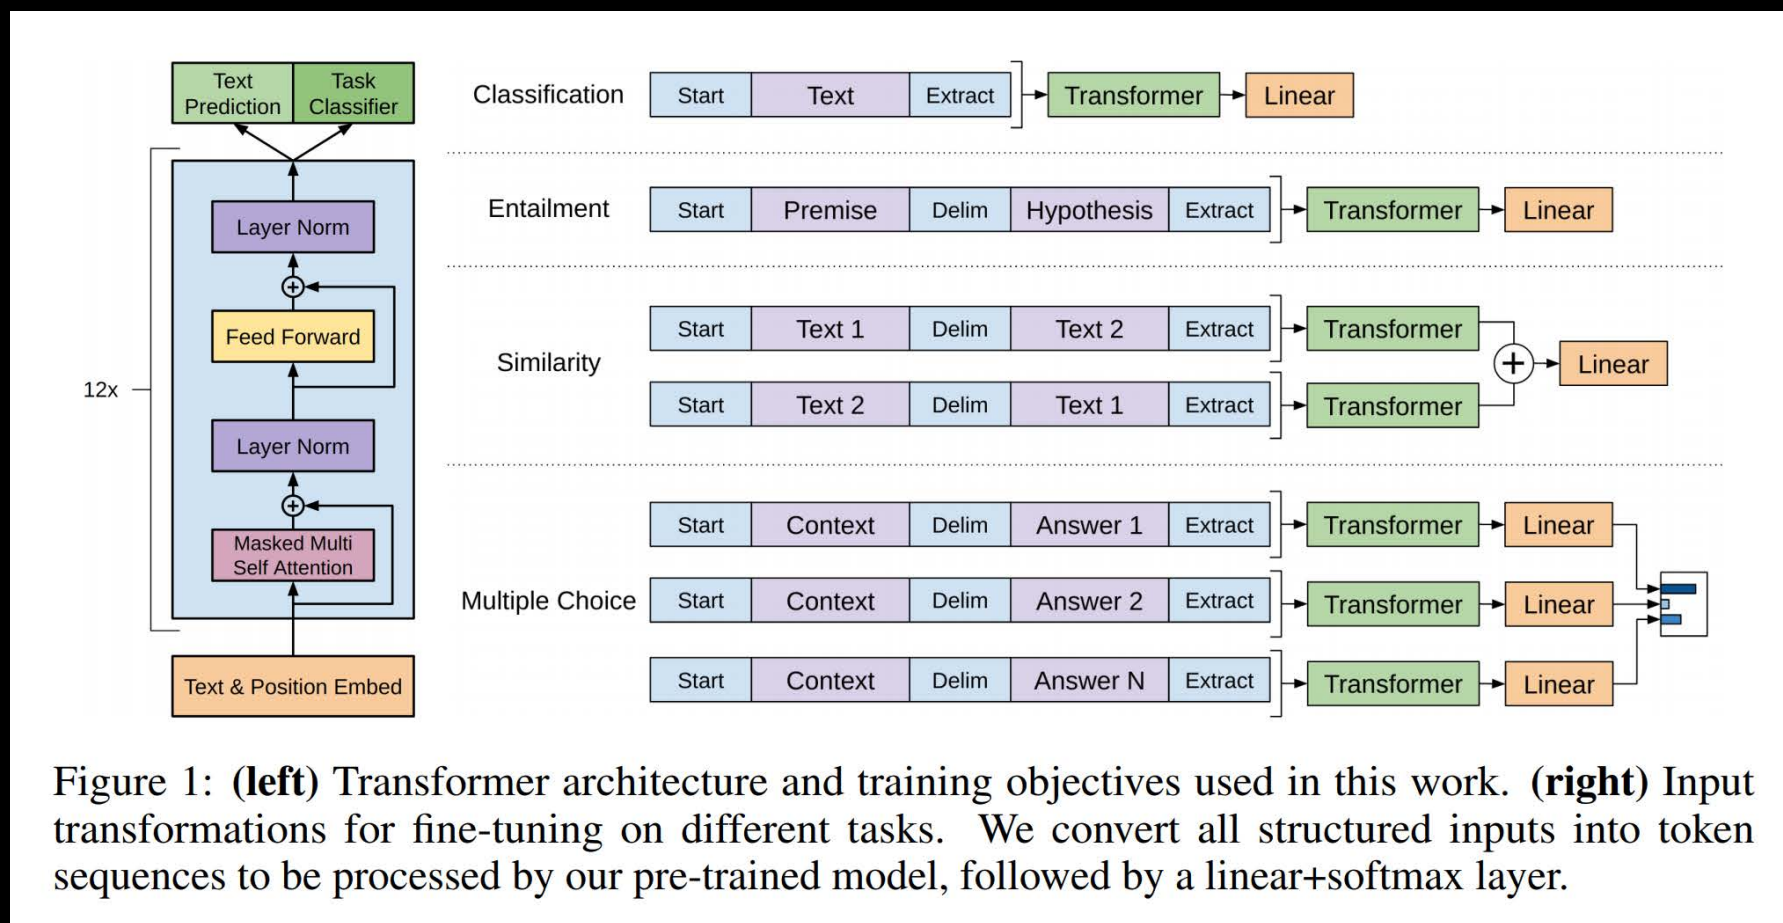 Text
Prediction
Task
Classifier
Layer Norm
+
Feed Forward
12x
Layer Norm
+
Masked Multi
Self Attention
Text & Position Embed
Classification Start Text Extract Transformer Linear
Entailment Start Premise Delim Hypothesis Extract Transformer Linear
Similarity
Start Text 1 Delim Text 2 Extract Transformer
+ Linear
Start Text 2 Delim Text 1 Extract Transformer
Multiple Choice
Start Context Delim Answer 1 Extract Transformer Linear
Start Context Delim Answer 2 Extract Transformer Linear
Start Context Delim Answer N Extract Transformer Linear
Figure 1: (left) Transformer architecture and training objectives used in this work. (right) Input
transformations for fine-tuning on different tasks. We convert all structured inputs into token
sequences to be processed by our pre-trained model, followed by a linear+softmax layer.